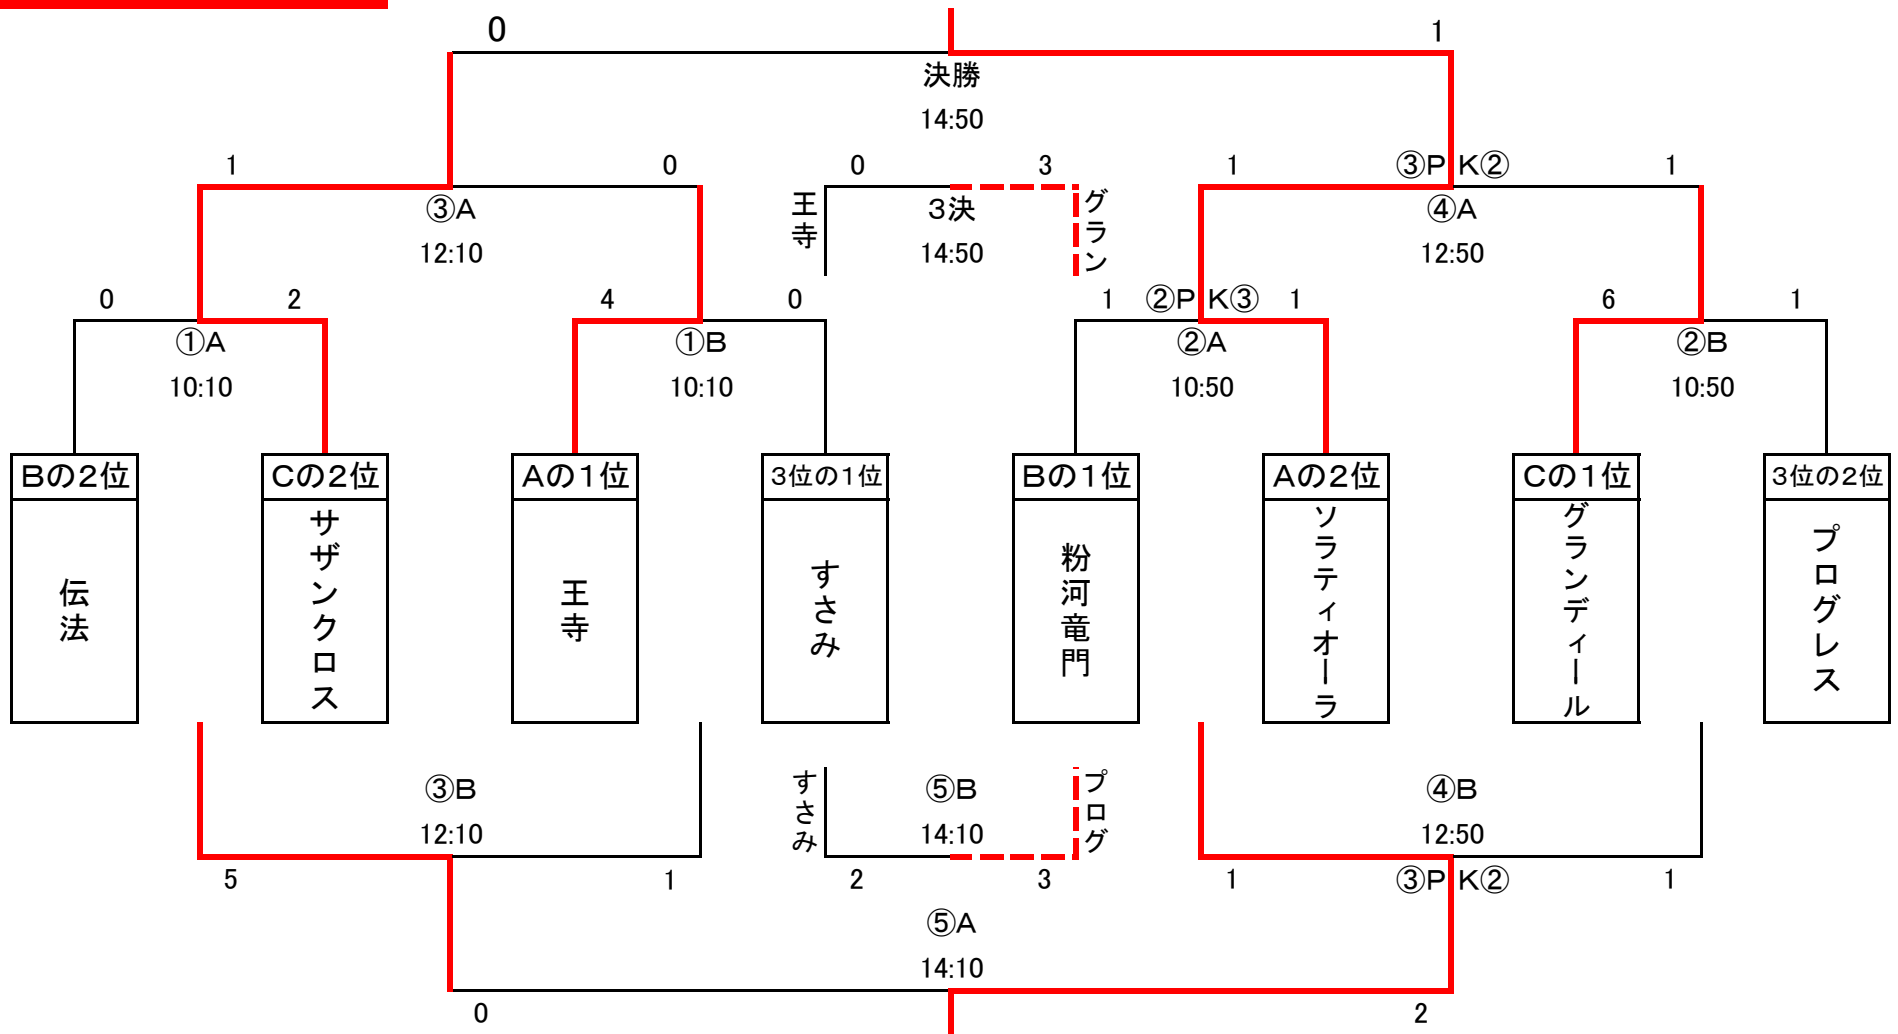 0 1
決勝
14:50
1 0 0 3 1 ③P K② 1
③A 王寺 3決 グラン ④A
12:10 14:50 12:50
0 2 4 0 1 ②P K③ 1 6 1
①A ①B ②A ②B
10:10 10:10 10:50 10:50
Bの2位 Cの2位 Aの1位 3位の1位 Bの1位 Aの2位 Cの1位 3位の2位
伝法
サザンクロス
王寺
すさみ
粉河竜門
ソラティオーラ
グランディール
プログレス
③B すさみ ⑤B プログ ④B
12:10 14:10 12:50
5 1 2 3 1 ③P K② 1
⑤A
14:10
0 2